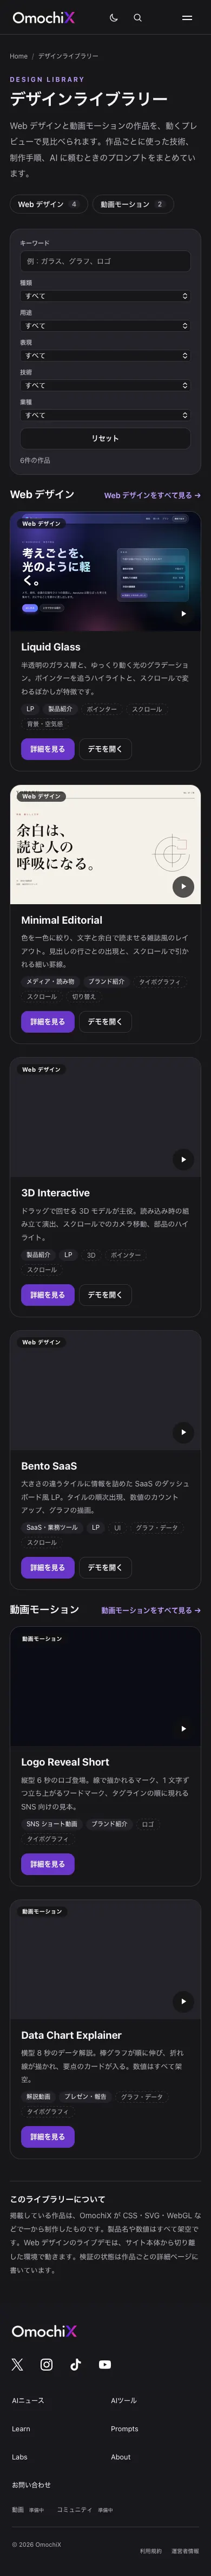 OmochiX
Home / デザインライブラリー
DESIGN LIBRARY
デザインライブラリー
Web デザインと動画モーションの作品を、動くプレ
ビューで見比べられます。作品ごとに使った技術、
制作手順、AI に頼むときのプロンプトをまとめてい
ます。
Web デザイン 4
動画モーション 2
キーワード
例：ガラス、グラフ、ロゴ
種類
すべて
用途
すべて
表現
すべて
技術
すべて
業種
すべて
リセット
6件の作品
Web デザイン
Web デザインをすべて見る →
Web デザイン
考えごとを、
光のように軽
く。
Liquid Glass
半透明のガラス層と、ゆっくり動く光のグラデーショ
ン。ポインターを追うハイライトと、スクロールで変
わるぼかしが特徴です。
LP 製品紹介 ポインター スクロール
背景・空気感
詳細を見る
デモを開く
Web デザイン
余白は、
読む人の
呼吸になる。
Minimal Editorial
色を一色に絞り、文字と余白で読ませる雑誌風のレイ
アウト。見出しの行ごとの出現と、スクロールで引か
れる細い罫線。
メディア・読み物 ブランド紹介 タイポグラフィ
スクロール 切り替え
詳細を見る
デモを開く
Web デザイン
3D Interactive
ドラッグで回せる 3D モデルが主役。読み込み時の組
み立て演出、スクロールでのカメラ移動、部品のハイ
ライト。
製品紹介 LP 3D ポインター
スクロール
詳細を見る
デモを開く
Web デザイン
Bento SaaS
大きさの違うタイルに情報を詰めた SaaS のダッシュ
ボード風 LP。タイルの順次出現、数値のカウント
アップ、グラフの描画。
SaaS・業務ツール LP UI グラフ・データ
スクロール
詳細を見る
デモを開く
動画モーション
動画モーションをすべて見る →
動画モーション
Logo Reveal Short
縦型 6 秒のロゴ登場。線で描かれるマーク、1 文字ず
つ立ち上がるワードマーク、タグラインの順に現れる
SNS 向けの見本。
SNS ショート動画 ブランド紹介 ロゴ
タイポグラフィ
詳細を見る
動画モーション
Data Chart Explainer
横型 8 秒のデータ解説。棒グラフが順に伸び、折れ
線が描かれ、要点のカードが入る。数値はすべて架
空。
解説動画 プレゼン・報告 グラフ・データ
タイポグラフィ
詳細を見る
このライブラリーについて
掲載している作品は、OmochiX が CSS・SVG・WebGL な
どで一から制作したものです。製品名や数値はすべて架空で
す。Web デザインのライブデモは、サイト本体から切り離
した環境で動きます。検証の状態は作品ごとの詳細ページに
書いています。
OmochiX
AIニュース
AIツール
Learn
Prompts
Labs
About
お問い合わせ
動画 準備中 コミュニティ 準備中
© 2026 OmochiX
利用規約 運営者情報